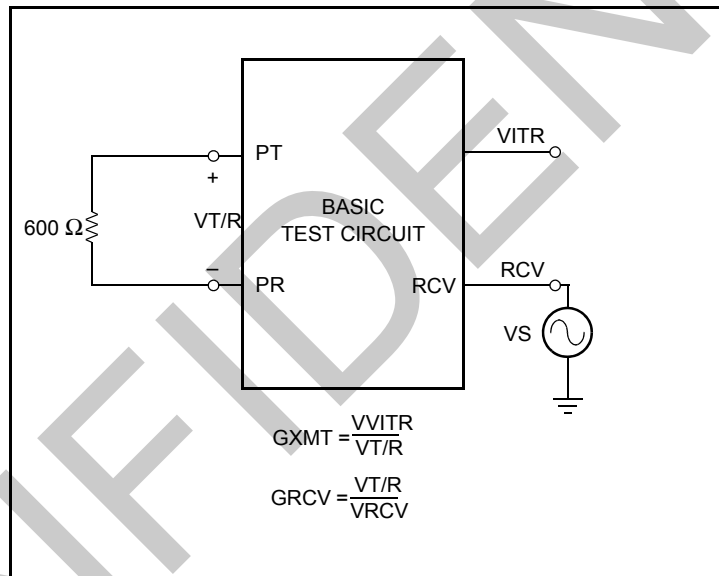 PT
VITR
+
600 Ω
VT/R
BASIC
TEST CIRCUIT
–
PR
RCV
RCV
VS
GXMT = VVITR
VT/R
GRCV = VT/R
VRCV